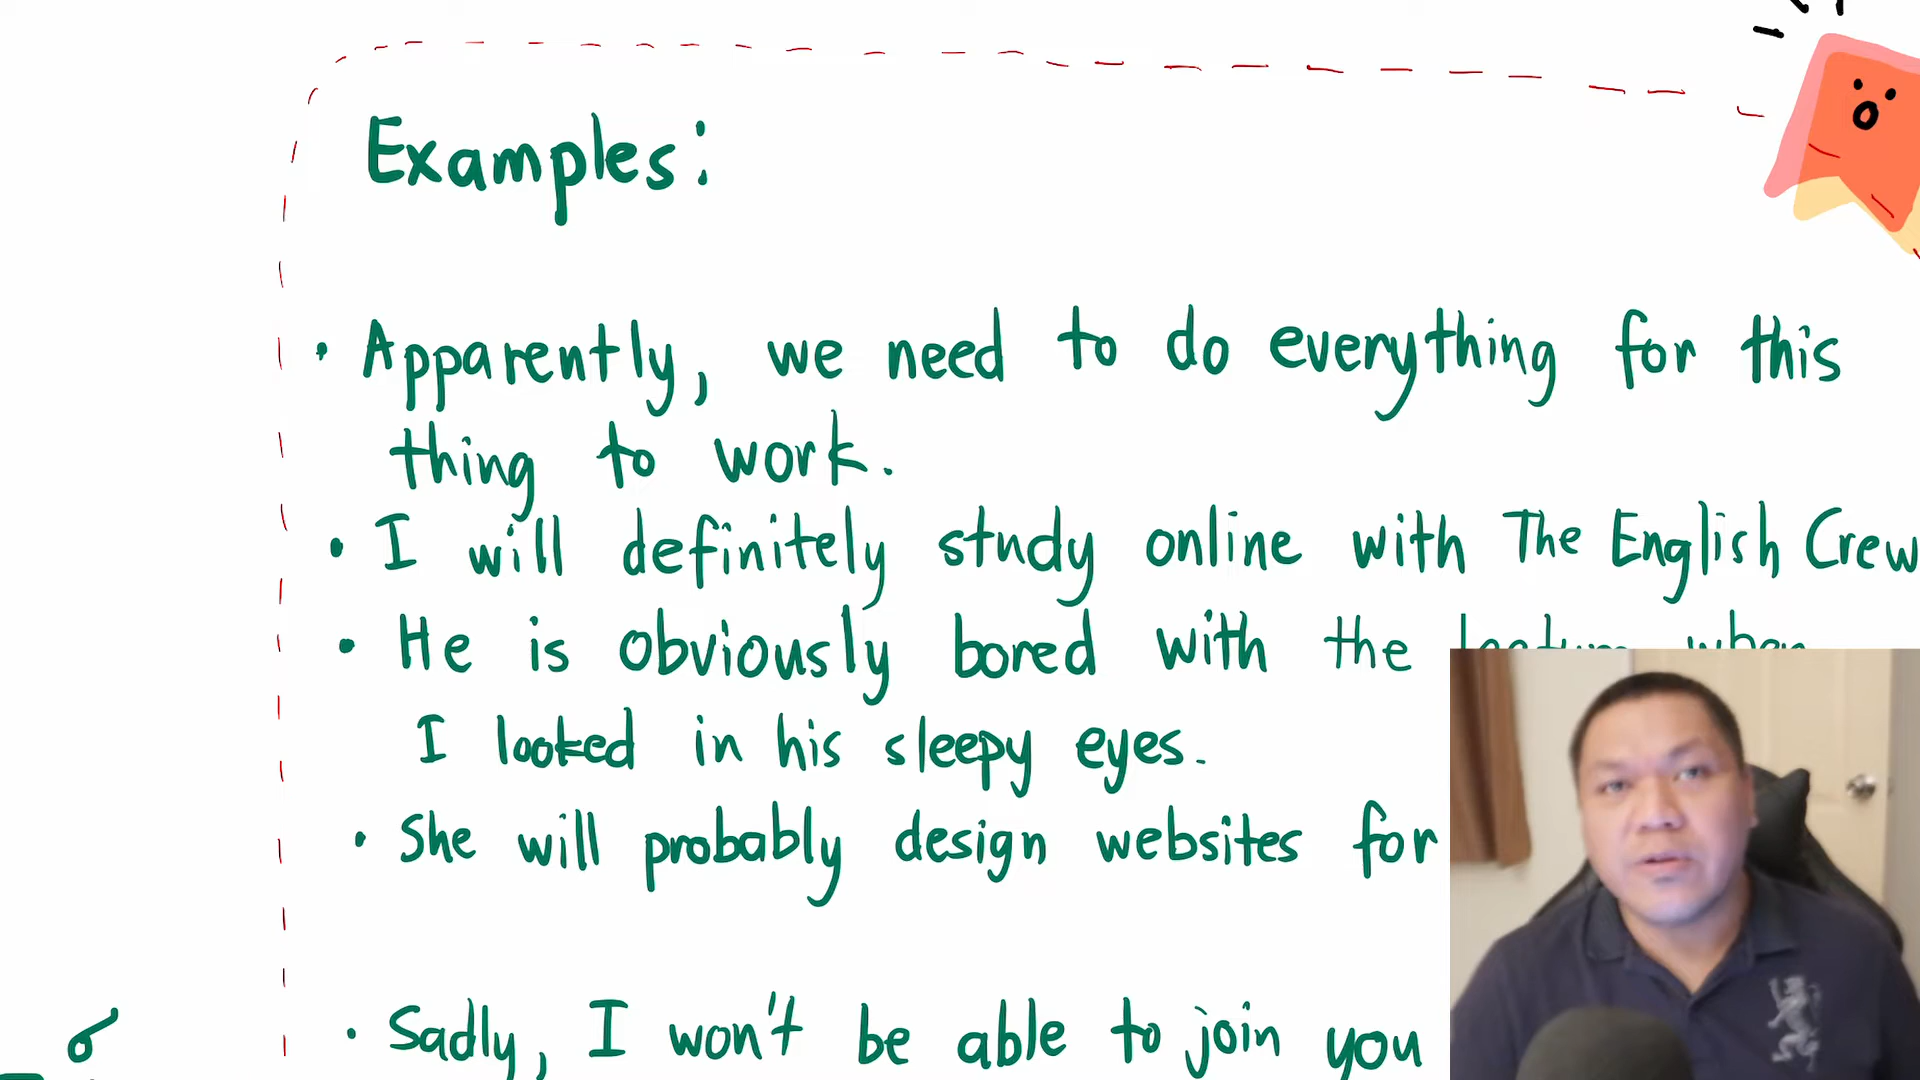 Examples:
• Apparently, we need to do everything for this
thing to work.
• I will definitely study online with The English Crew
• He is obviously bored with the
I looked in his sleepy eyes.
• She will probably design websites for
• Sadly, I won't be able to join you